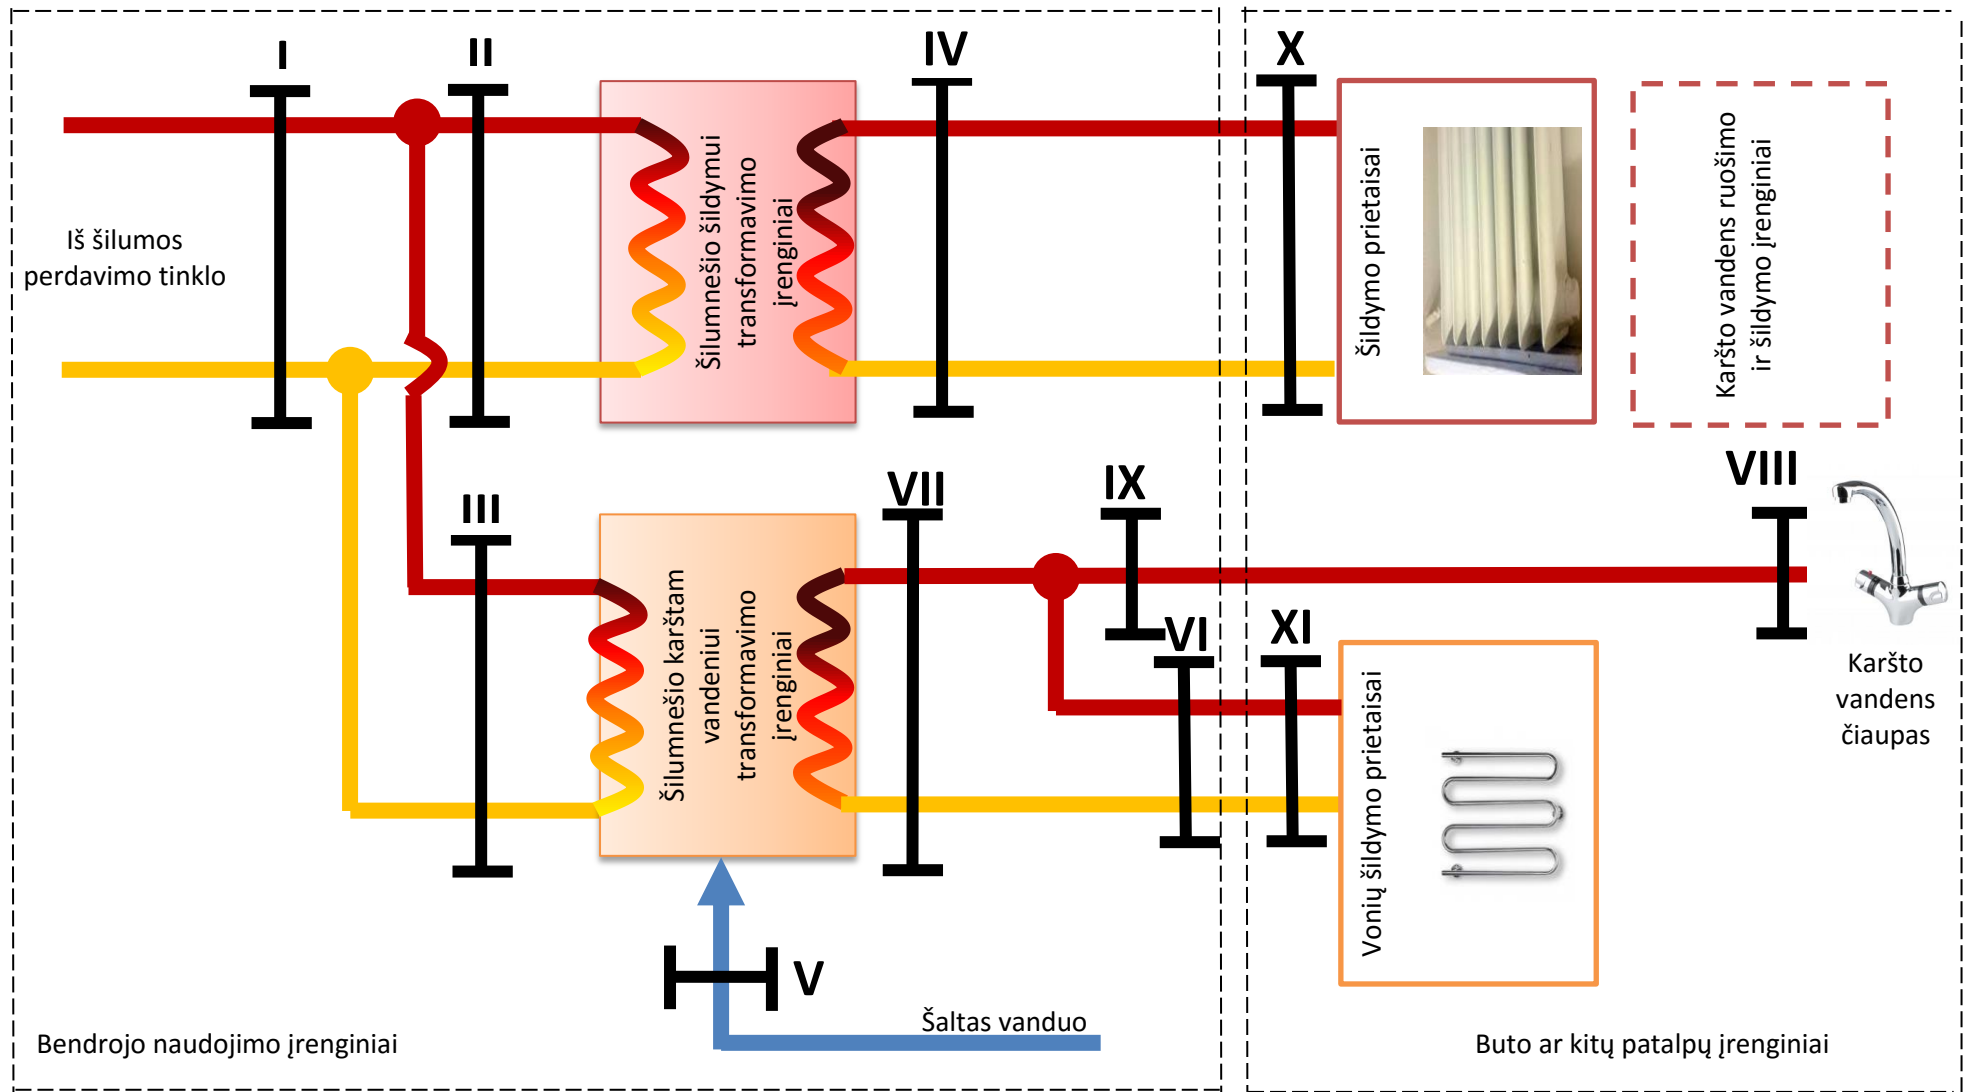 I
II
IV
X
Iš šilumos
perdavimo tinklo
Šilumnešio šildymui
transformavimo
įrenginiai
Šildymo prietaisai
Karšto vandens ruošimo
ir šildymo įrenginiai
III
VII
IX
VIII
VI
XI
Šilumnešio karštam
vandeniui
transformavimo
įrenginiai
Vonių šildymo prietaisai
Karšto
vandens
čiaupas
V
Šaltas vanduo
Bendrojo naudojimo įrenginiai
Buto ar kitų patalpų įrenginiai